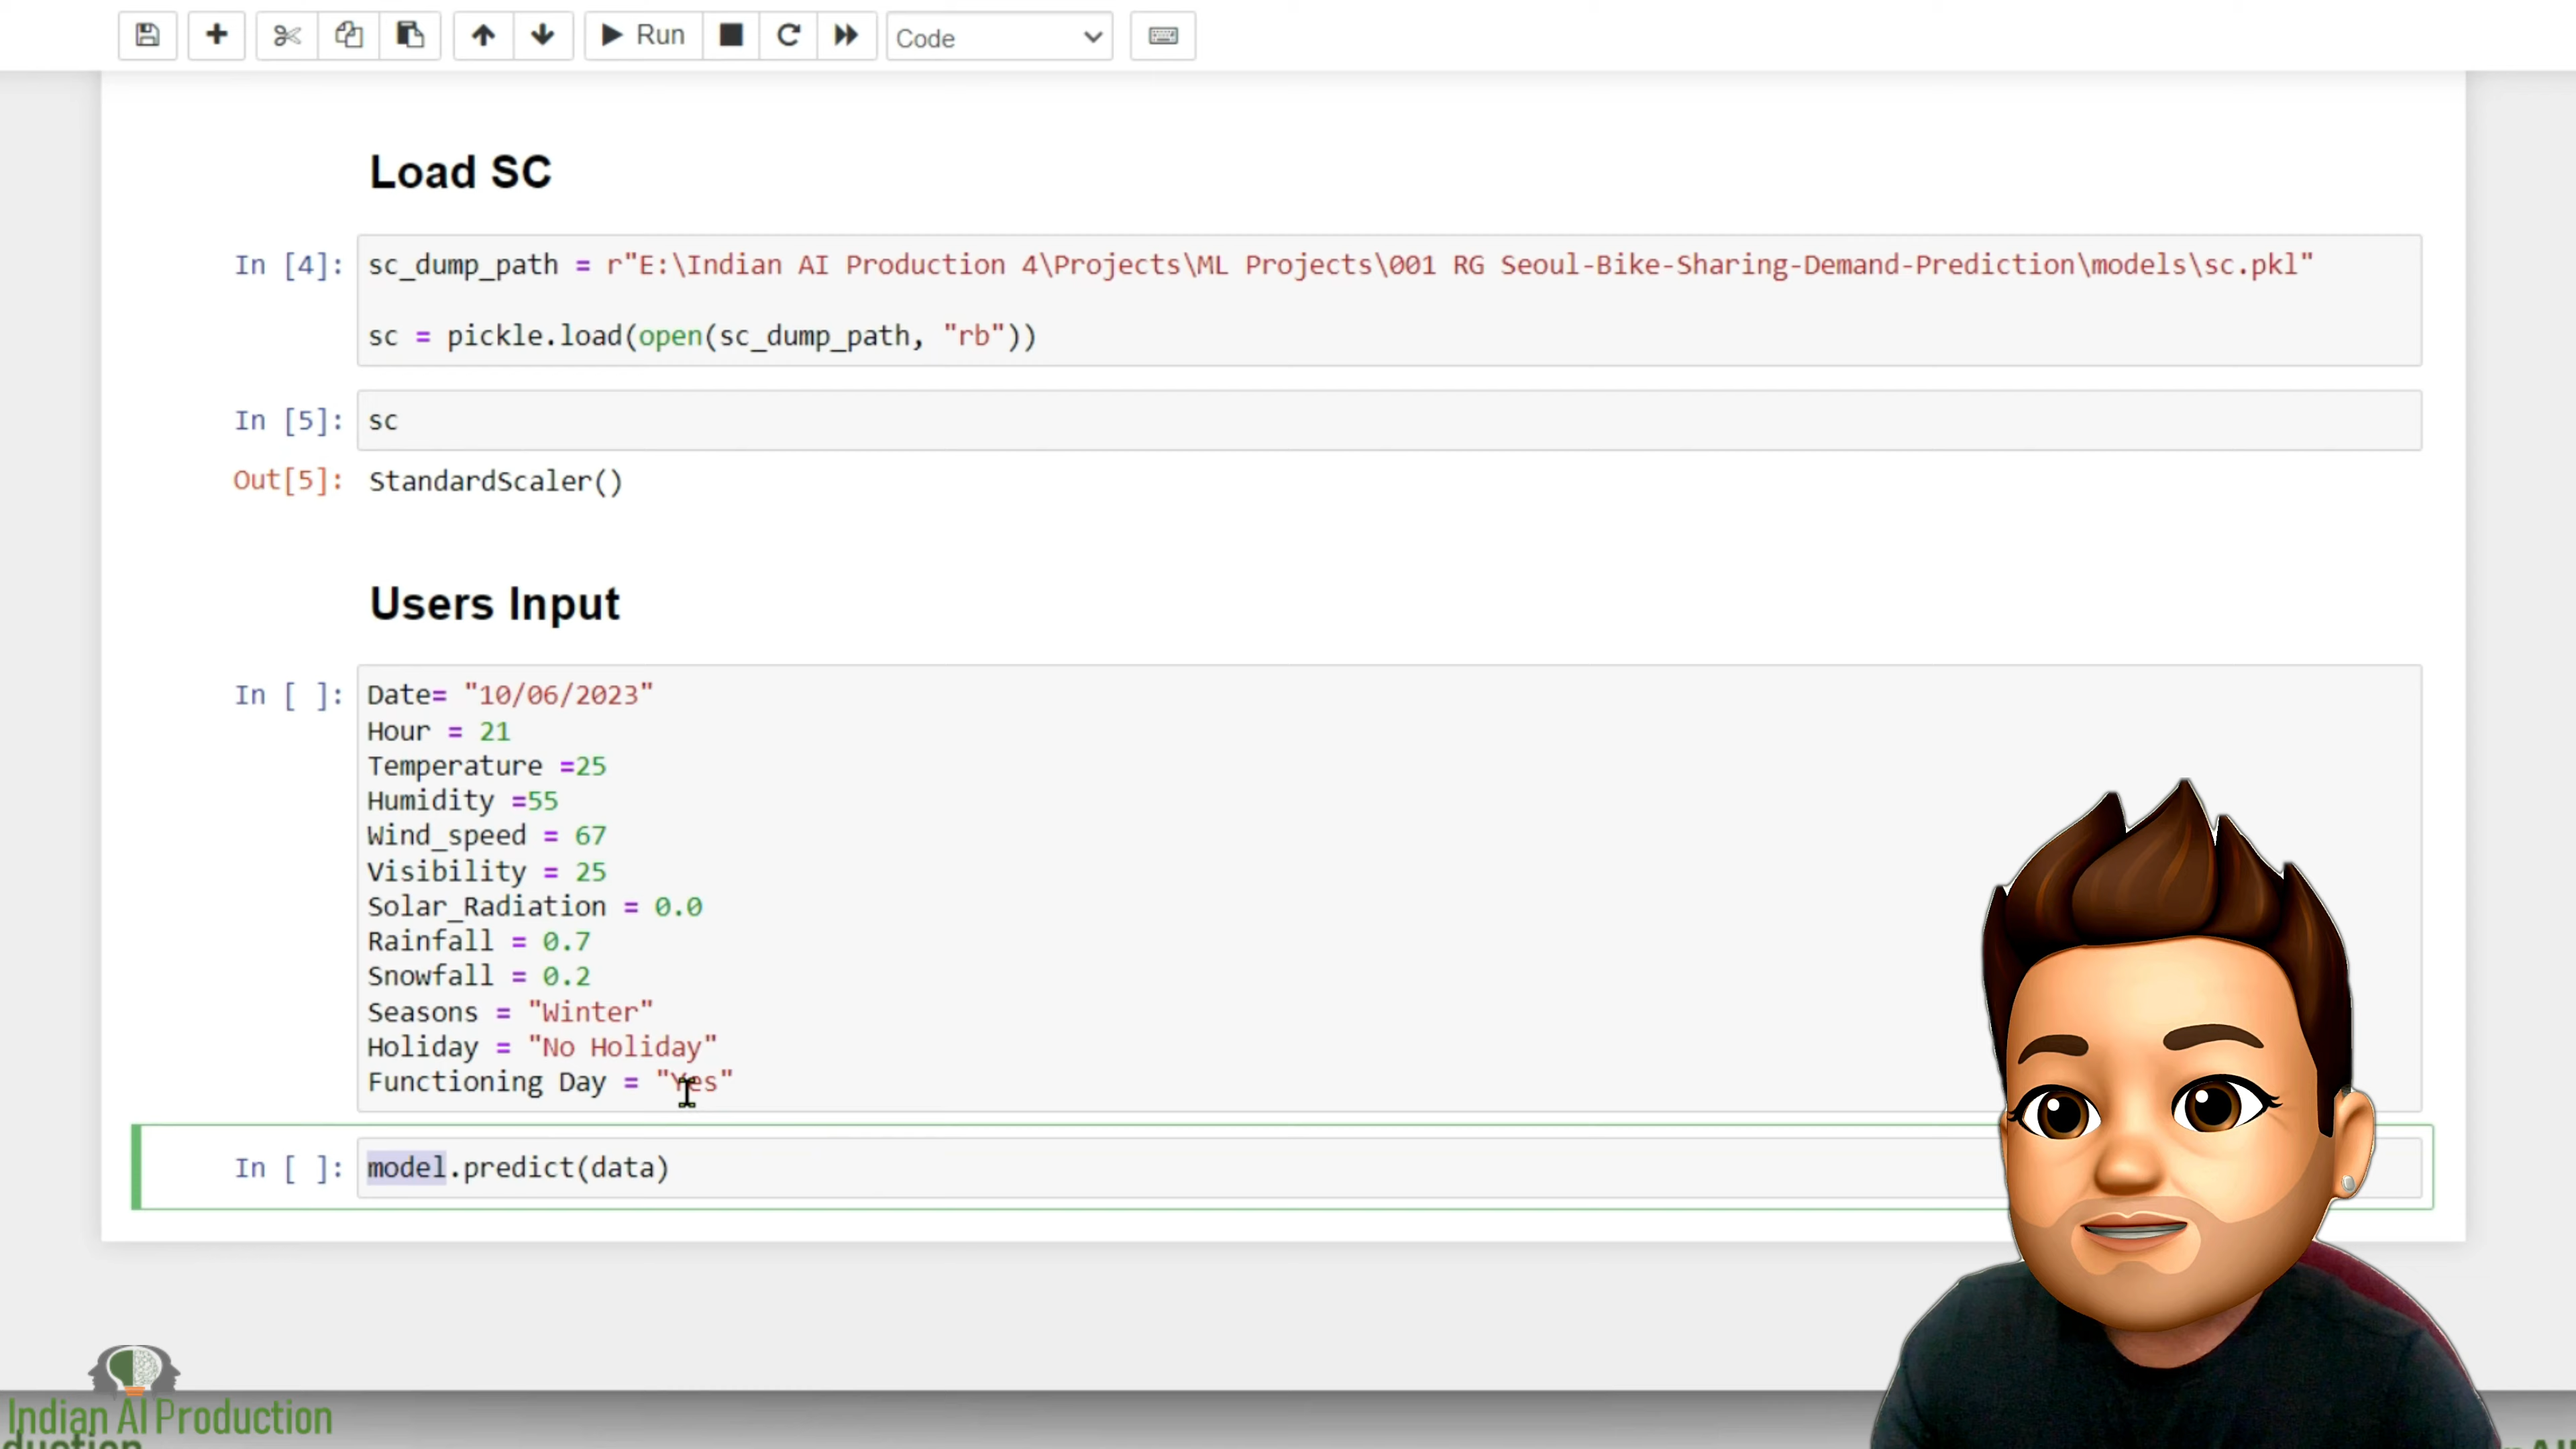 Run
Code
Load SC
In [4]:
sc_dump_path = r"E:\Indian AI Production 4\Projects\ML Projects\001 RG Seoul-Bike-Sharing-Demand-Prediction\models\sc.pkl"
sc = pickle.load(open(sc_dump_path, "rb"))
In [5]:
sc
Out[5]:
StandardScaler()
Users Input
In [ ]:
Date= "10/06/2023"
Hour = 21
Temperature =25
Humidity =55
Wind_speed = 67
Visibility = 25
Solar_Radiation = 0.0
Rainfall = 0.7
Snowfall = 0.2
Seasons = "Winter"
Holiday = "No Holiday"
Functioning Day = "Yes"
In [ ]:
model.predict(data)
Indian AI Production